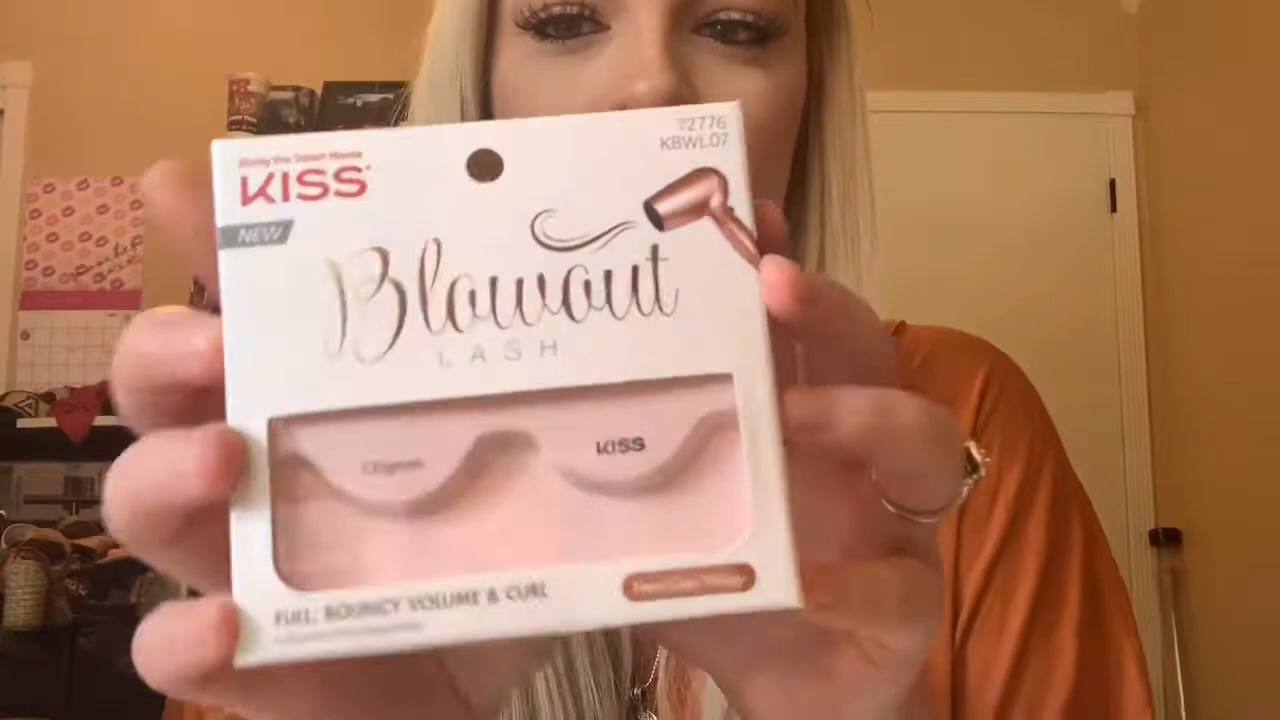 72776
KBWL07
KISS
NEW
Blowout
LASH
KISS
FULL, BOUNCY VOLUME & CURL